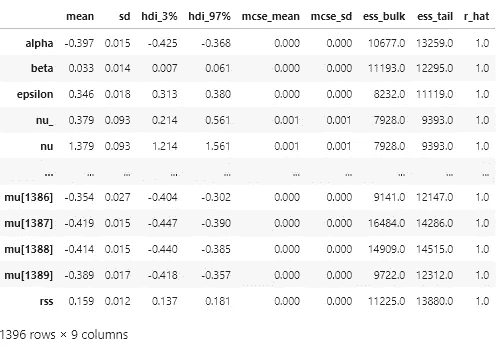 mean sd hdi_3% hdi_97% mcse_mean mcse_sd ess_bulk ess_tail r_hat
alpha -0.397 0.015 -0.425 -0.368 0.000 0.000 10677.0 13259.0 1.0
beta 0.033 0.014 0.007 0.061 0.000 0.000 11193.0 12295.0 1.0
epsilon 0.346 0.018 0.313 0.380 0.000 0.000 8232.0 11119.0 1.0
nu_ 0.379 0.093 0.214 0.561 0.001 0.001 7928.0 9393.0 1.0
nu 1.379 0.093 1.214 1.561 0.001 0.001 7928.0 9393.0 1.0
... ... ... ... ... ... ... ... ... ...
mu[1386] -0.354 0.027 -0.404 -0.302 0.000 0.000 9141.0 12147.0 1.0
mu[1387] -0.419 0.015 -0.447 -0.390 0.000 0.000 16484.0 14286.0 1.0
mu[1388] -0.414 0.015 -0.440 -0.385 0.000 0.000 14909.0 14515.0 1.0
mu[1389] -0.389 0.017 -0.418 -0.357 0.000 0.000 9722.0 12312.0 1.0
rss 0.159 0.012 0.137 0.181 0.000 0.000 11225.0 13880.0 1.0
1396 rows × 9 columns